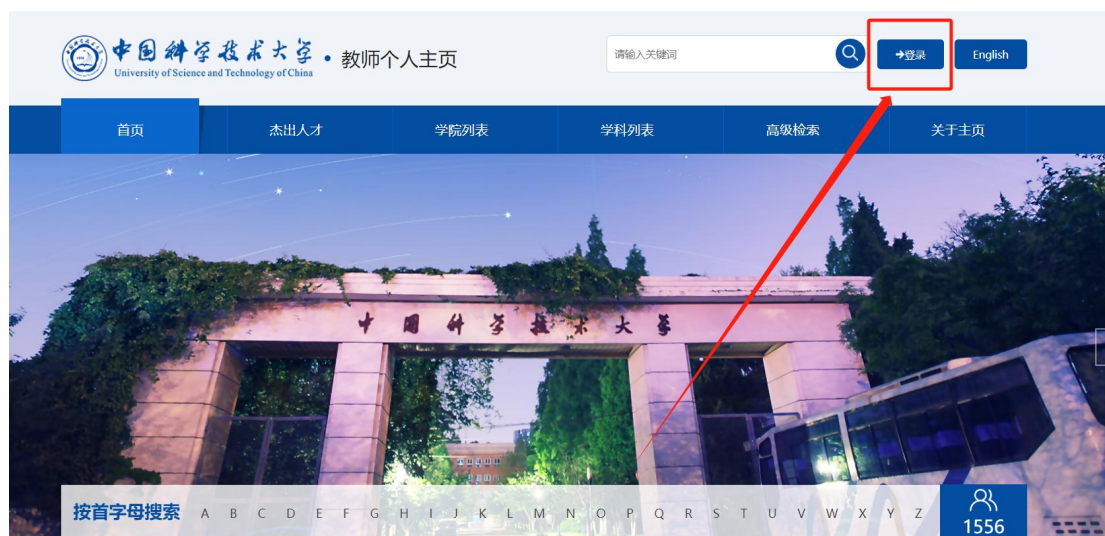 中国科学技术大学 · 教师个人主页
University of Science and Technology of China
请输入关键词
➔登录
English
首页 杰出人才 学院列表 学科列表 高级检索 关于主页
中国科学技术大学
按首字母搜索 A B C D E F G H I J K L M N O P Q R S T U V W X Y Z
1556